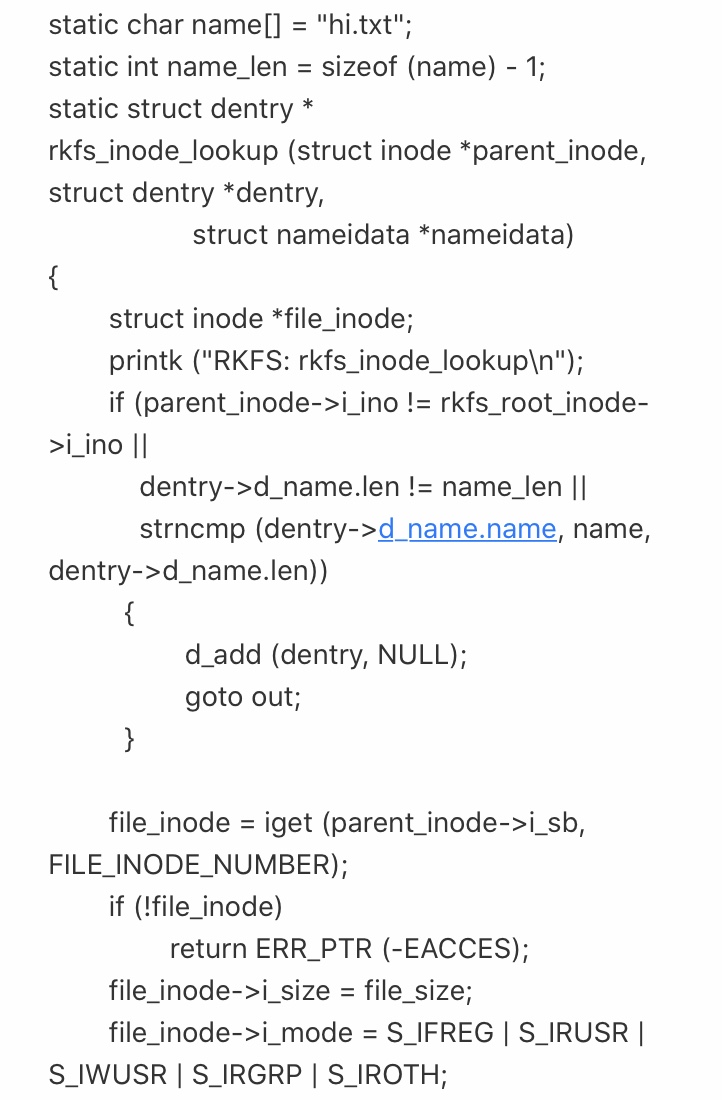 static char name[] = "hi.txt";
static int name_len = sizeof (name) - 1;
static struct dentry *
rkfs_inode_lookup (struct inode *parent_inode,
struct dentry *dentry,
struct nameidata *nameidata)
{
struct inode *file_inode;
printk ("RKFS: rkfs_inode_lookup\n");
if (parent_inode->i_ino != rkfs_root_inode-
>i_ino ||
dentry->d_name.len != name_len ||
strncmp (dentry->d_name.name, name,
dentry->d_name.len))
{
d_add (dentry, NULL);
goto out;
}
file_inode = iget (parent_inode->i_sb,
FILE_INODE_NUMBER);
if (!file_inode)
return ERR_PTR (-EACCES);
file_inode->i_size = file_size;
file_inode->i_mode = S_IFREG | S_IRUSR |
S_IWUSR | S_IRGRP | S_IROTH;